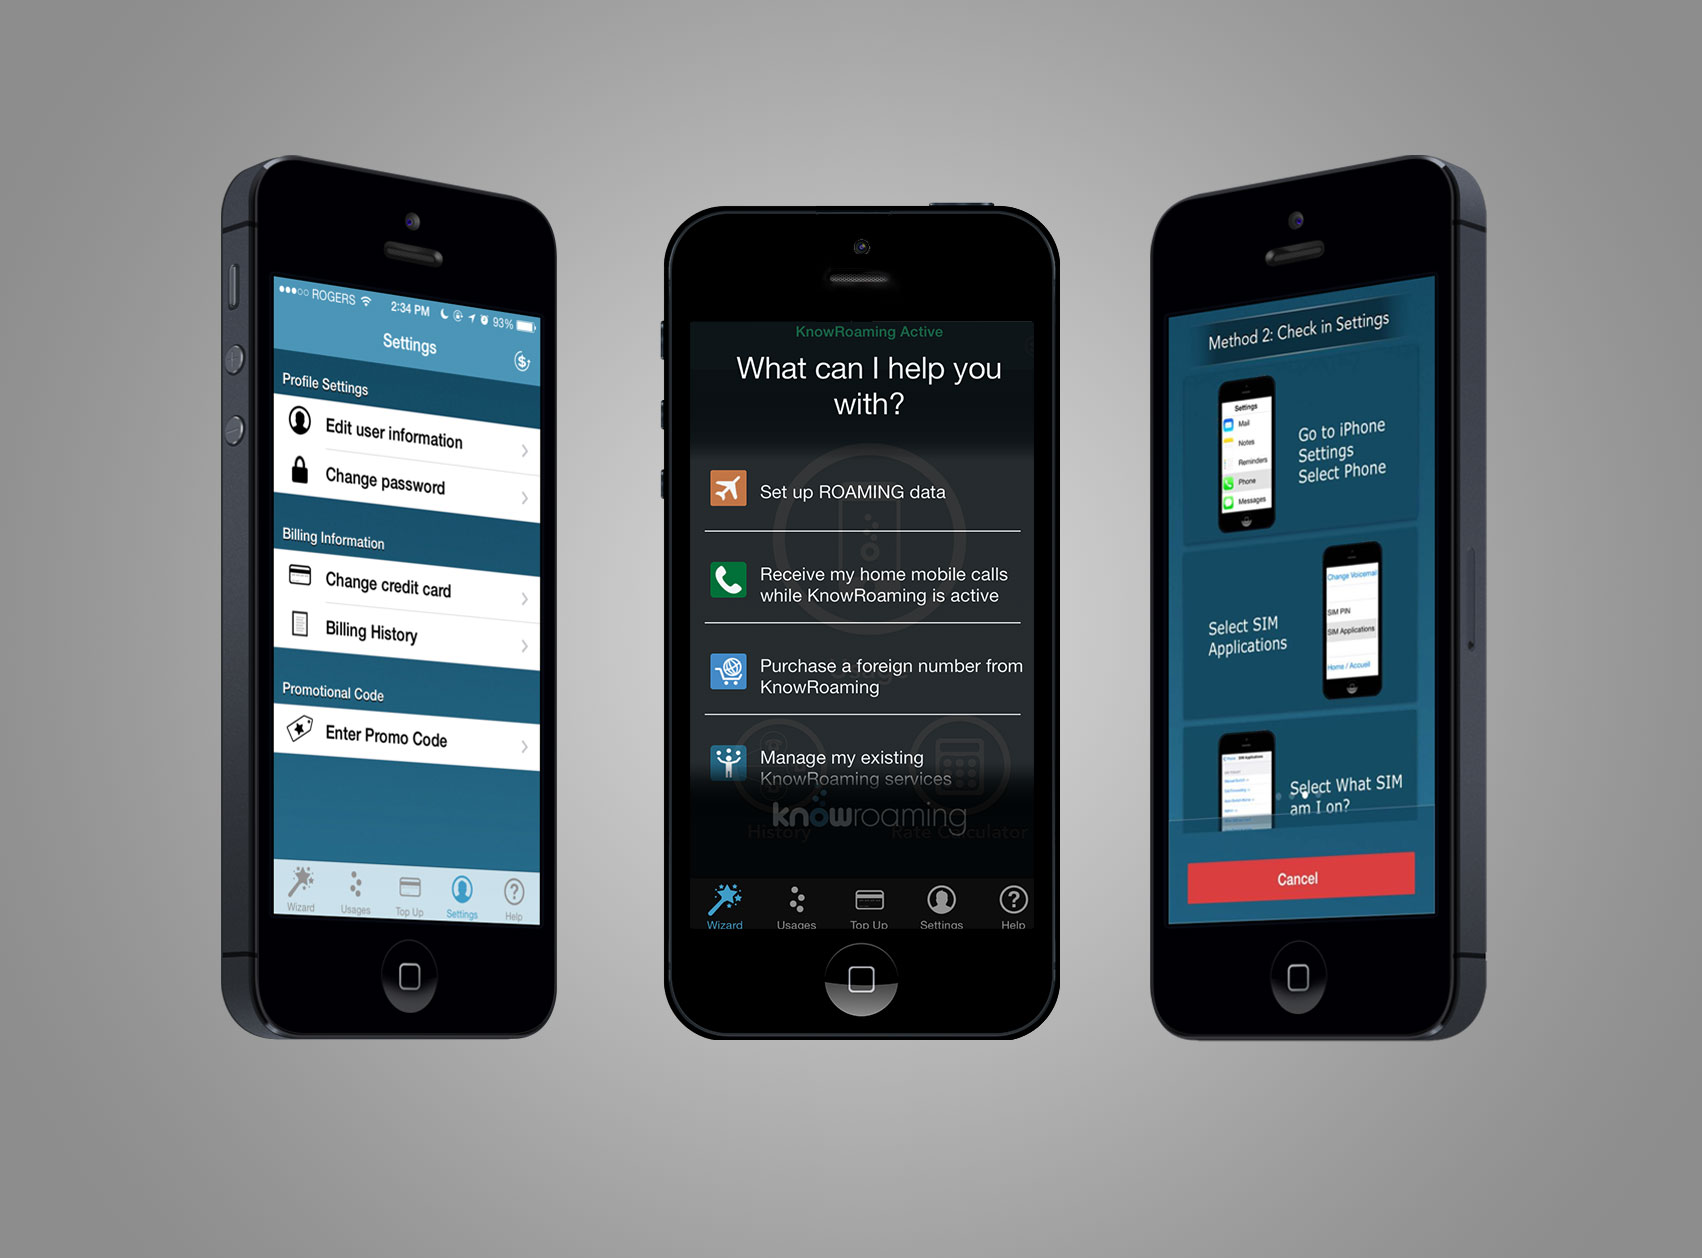 ROGERS
2:34 PM
93%
Settings
Profile Settings
Edit user information
Change password
Billing Information
Change credit card
Billing History
Promotional Code
Enter Promo Code
Wizard
Usages
Top Up
Settings
Help
KnowRoaming Active
What can I help you
with?
Set up ROAMING data
Receive my home mobile calls
while KnowRoaming is active
Purchase a foreign number from
KnowRoaming
Manage my existing
KnowRoaming services
knowroaming
History
Rate Calculator
Wizard
Usages
Top Up
Settings
Help
Method 2: Check in Settings
Settings
Mail
Notes
Reminders
Phone
Messages
Go to iPhone
Settings
Select Phone
Select SIM
Applications
Change Voicemail
SIM PIN
SIM Applications
Home / Accueil
SIM Applications
Select What SIM
am I on?
Cancel